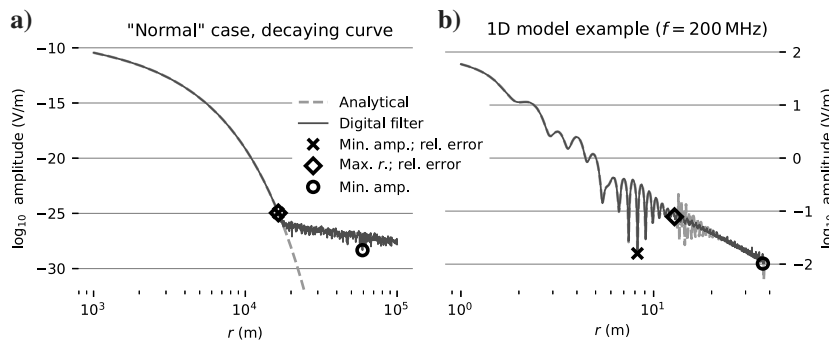 a)
"Normal" case, decaying curve
−10
−15
−20
−25
−30
log10 amplitude (V/m)
10^3
10^4
10^5
r (m)
Analytical
Digital filter
Min. amp.; rel. error
Max. r.; rel. error
Min. amp.
b)
1D model example (f = 200 MHz)
2
1
0
−1
−2
log10 amplitude (V/m)
10^0
10^1
r (m)